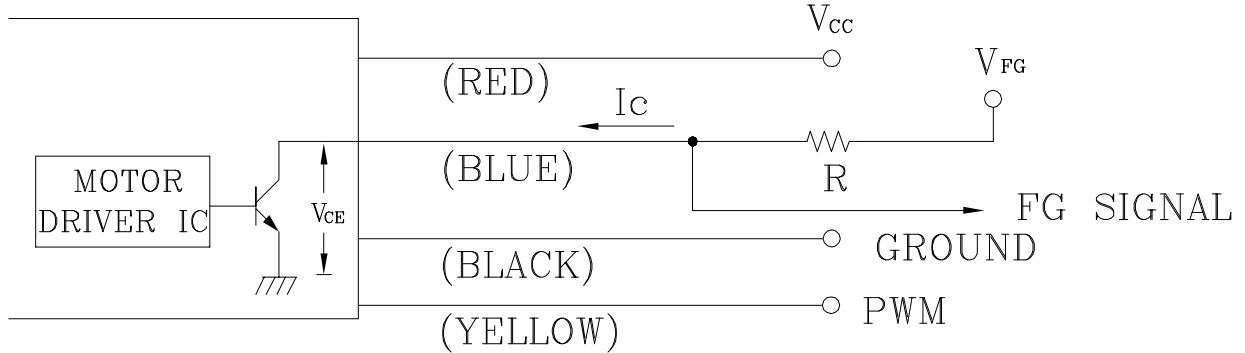 VCC
(RED)
VFG
Ic
(BLUE)
R
MOTOR
DRIVER IC
VCE
FG SIGNAL
(BLACK)
GROUND
(YELLOW)
PWM